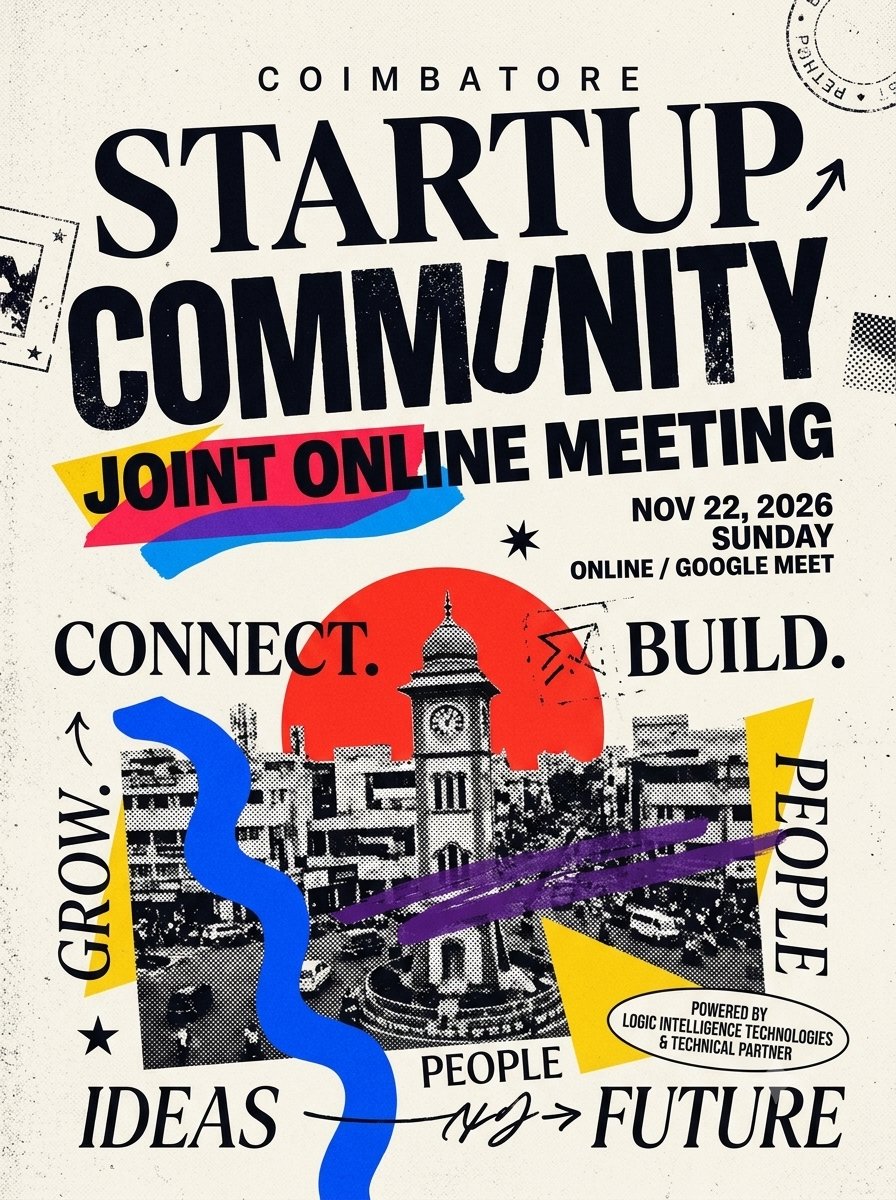 COIMBATORE
STARTUP
COMMUNITY
JOINT ONLINE MEETING
NOV 22, 2026
SUNDAY
ONLINE / GOOGLE MEET
CONNECT.
BUILD.
GROW.
PEOPLE
POWERED BY
LOGIC INTELLIGENCE TECHNOLOGIES
& TECHNICAL PARTNER
PEOPLE
IDEAS
FUTURE